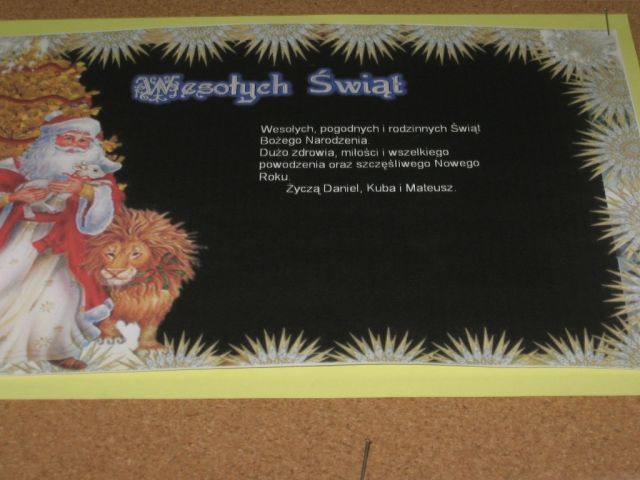 Wesołych Świąt
Wesołych, pogodnych i rodzinnych Świąt
Bożego Narodzenia.
Dużo zdrowia, miłości i wszelkiego
powodzenia oraz szczęśliwego Nowego
Roku.
Życzą Daniel, Kuba i Mateusz.